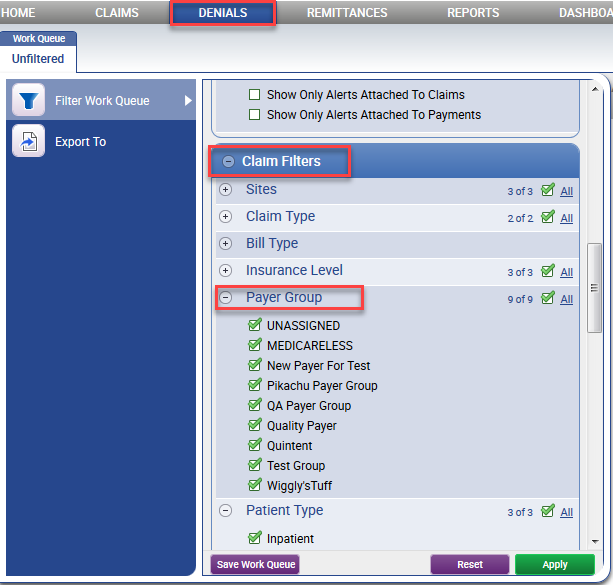 HOME CLAIMS DENIALS REMITTANCES REPORTS DASHBOA
Work Queue
Unfiltered
Filter Work Queue
Export To
Show Only Alerts Attached To Claims
Show Only Alerts Attached To Payments
Claim Filters
Sites 3 of 3 All
Claim Type 2 of 2 All
Bill Type
Insurance Level 3 of 3 All
Payer Group 9 of 9 All
UNASSIGNED
MEDICARELESS
New Payer For Test
Pikachu Payer Group
QA Payer Group
Quality Payer
Quintent
Test Group
Wiggly'sTuff
Patient Type 3 of 3 All
Inpatient
Save Work Queue Reset Apply